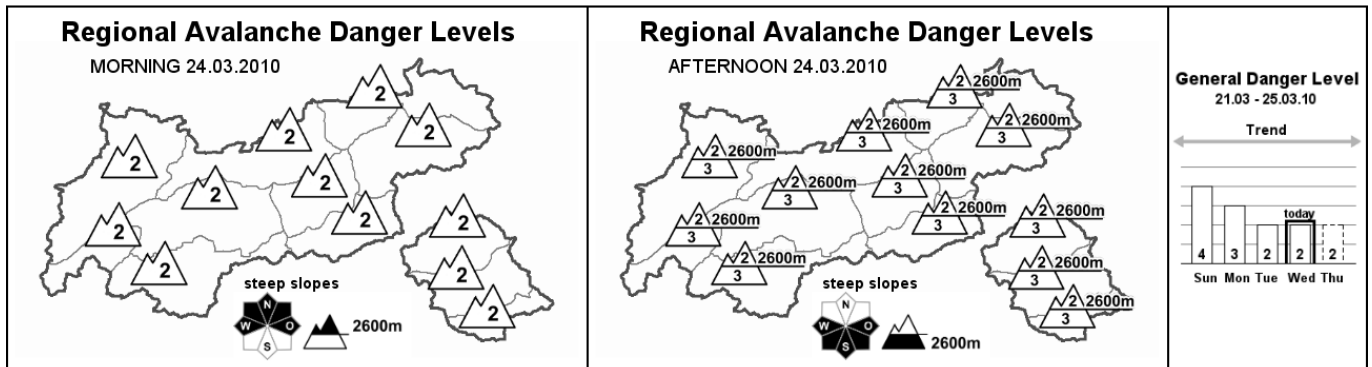 Regional Avalanche Danger Levels
MORNING 24.03.2010
2
2
2
2
2
2
2
2
2
2
2
2
steep slopes
N
W O
S
2600m
Regional Avalanche Danger Levels
AFTERNOON 24.03.2010
2 2600m
3
2 2600m
3
2 2600m
3
2 2600m
3
2 2600m
3
2 2600m
3
2 2600m
3
2 2600m
3
2 2600m
3
2 2600m
3
2 2600m
3
2 2600m
3
steep slopes
N
W O
S
2600m
General Danger Level
21.03 - 25.03.10
Trend
today
4 3 2 2 2
Sun Mon Tue Wed Thu